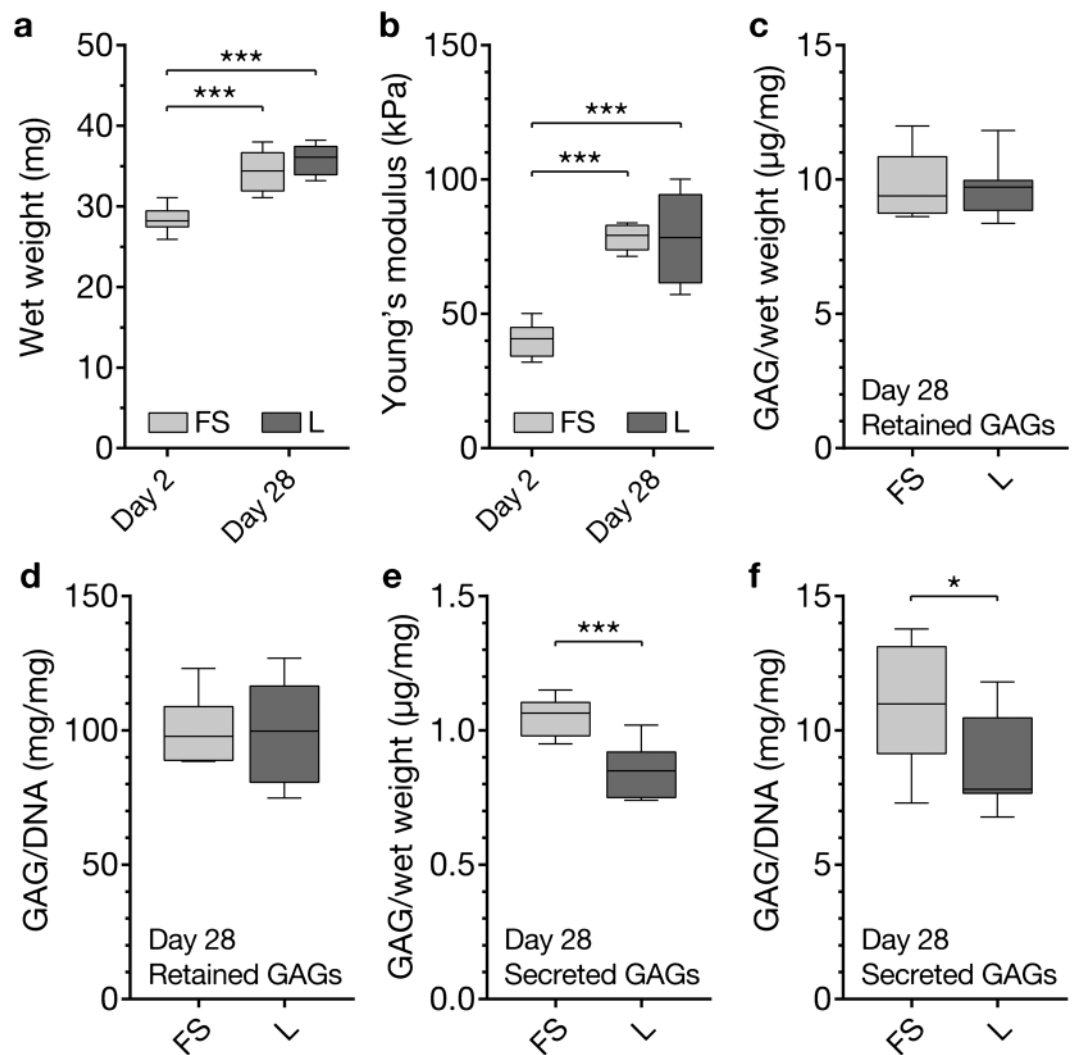 a
Wet weight (mg)
50
40
30
20
10
0
***
***
FS
L
Day 2
Day 28
b
Young’s modulus (kPa)
150
100
50
0
***
***
FS
L
Day 2
Day 28
c
GAG/wet weight (µg/mg)
15
10
5
0
Day 28
Retained GAGs
FS
L
d
GAG/DNA (mg/mg)
150
100
50
0
Day 28
Retained GAGs
FS
L
e
GAG/wet weight (µg/mg)
1.5
1.0
0.5
0.0
***
Day 28
Secreted GAGs
FS
L
f
GAG/DNA (mg/mg)
15
10
5
0
*
Day 28
Secreted GAGs
FS
L